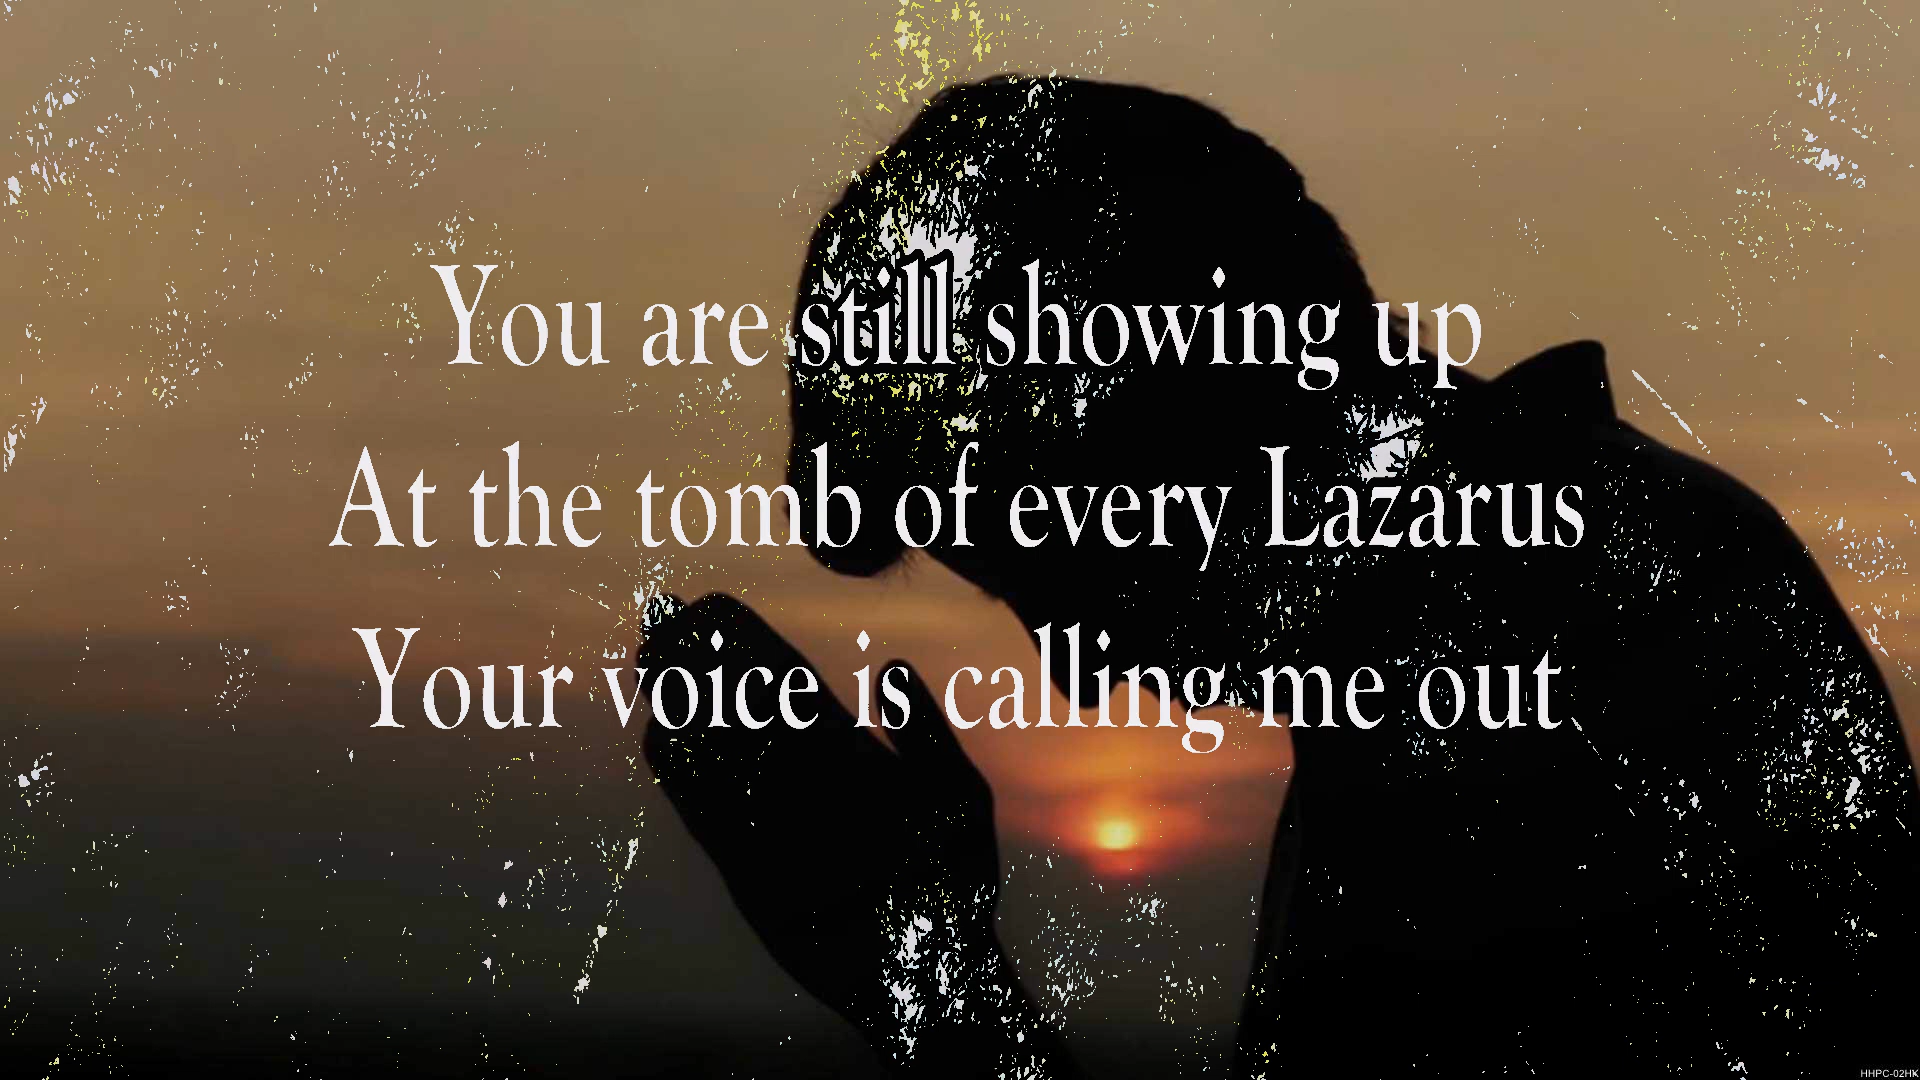 You are still showing up
At the tomb of every Lazarus
Your voice is calling me out
HHPC-02HK